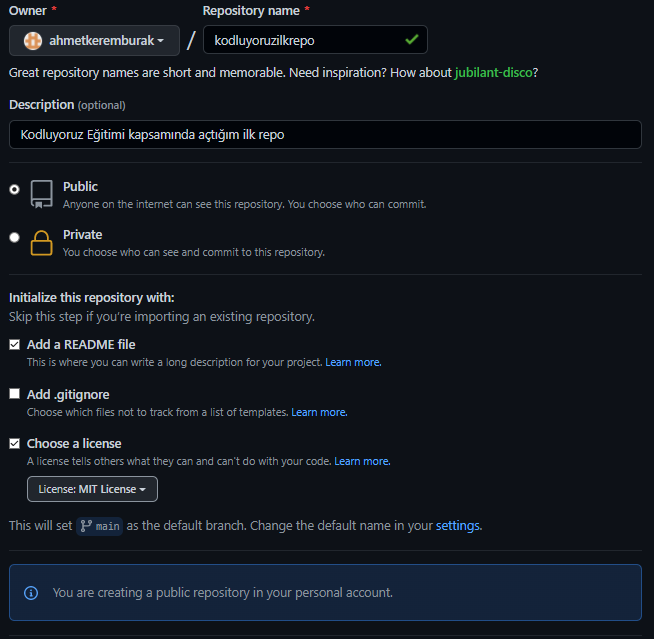 Owner * Repository name *
ahmetkeremburak / kodluyoruzilkrepo
Great repository names are short and memorable. Need inspiration? How about jubilant-disco?
Description (optional)
Kodluyoruz Eğitimi kapsamında açtığım ilk repo
Public
Anyone on the internet can see this repository. You choose who can commit.
Private
You choose who can see and commit to this repository.
Initialize this repository with:
Skip this step if you're importing an existing repository.
Add a README file
This is where you can write a long description for your project. Learn more.
Add .gitignore
Choose which files not to track from a list of templates. Learn more.
Choose a license
A license tells others what they can and can't do with your code. Learn more.
License: MIT License
This will set main as the default branch. Change the default name in your settings.
You are creating a public repository in your personal account.